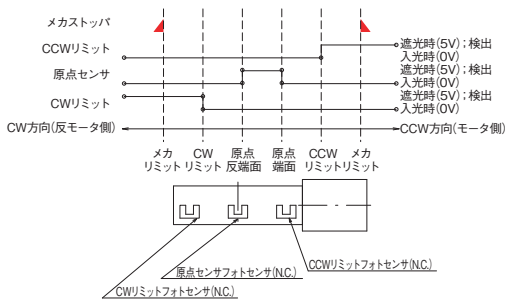 メカストッパ
CCWリミット
遮光時(5V);検出
入光時(0V)
原点センサ
遮光時(5V);検出
入光時(0V)
CWリミット
遮光時(5V);検出
入光時(0V)
CW方向(反モータ側)
CCW方向(モータ側)
メカ
リミット
CW
リミット
原点
反端面
原点
端面
CCW
リミット
メカ
リミット
CCWリミットフォトセンサ(N.C.)
原点センサフォトセンサ(N.C.)
CWリミットフォトセンサ(N.C.)